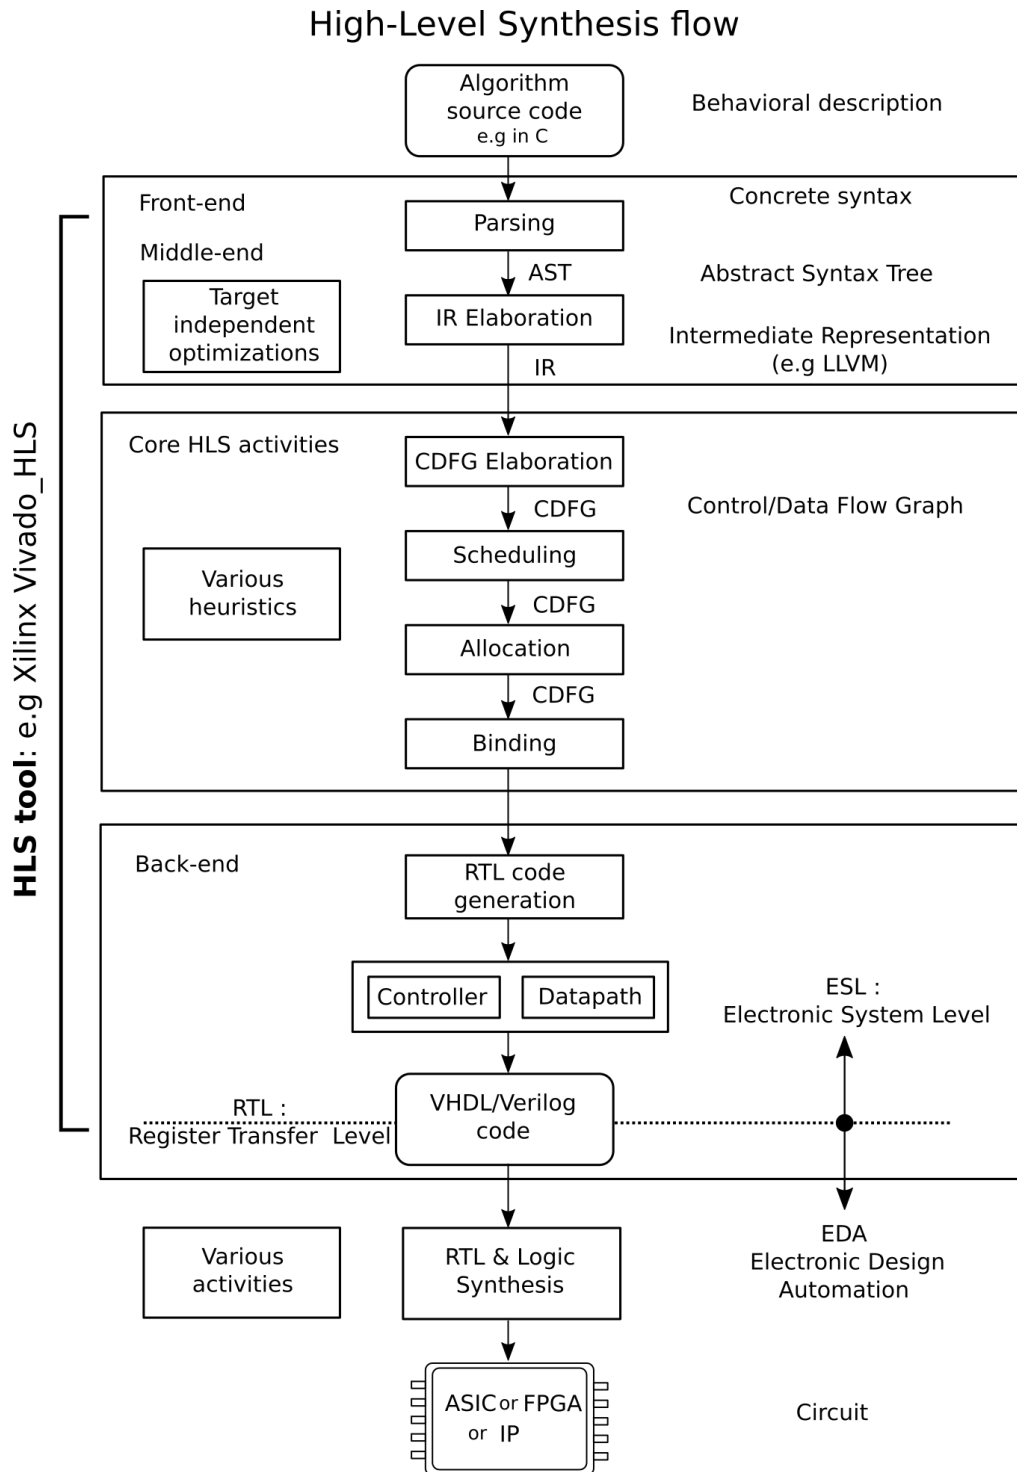 High-Level Synthesis flow
Algorithm
source code
e.g in C
Behavioral description
HLS tool: e.g Xilinx Vivado_HLS
Front-end
Parsing
Concrete syntax
Middle-end
AST
Abstract Syntax Tree
Target
independent
optimizations
IR Elaboration
Intermediate Representation
(e.g LLVM)
IR
Core HLS activities
CDFG Elaboration
CDFG
Control/Data Flow Graph
Scheduling
Various
heuristics
CDFG
Allocation
CDFG
Binding
Back-end
RTL code
generation
Controller
Datapath
ESL :
Electronic System Level
RTL :
Register Transfer  Level
VHDL/Verilog
code
Various
activities
RTL & Logic
Synthesis
EDA
Electronic Design
Automation
ASIC or FPGA
or IP
Circuit